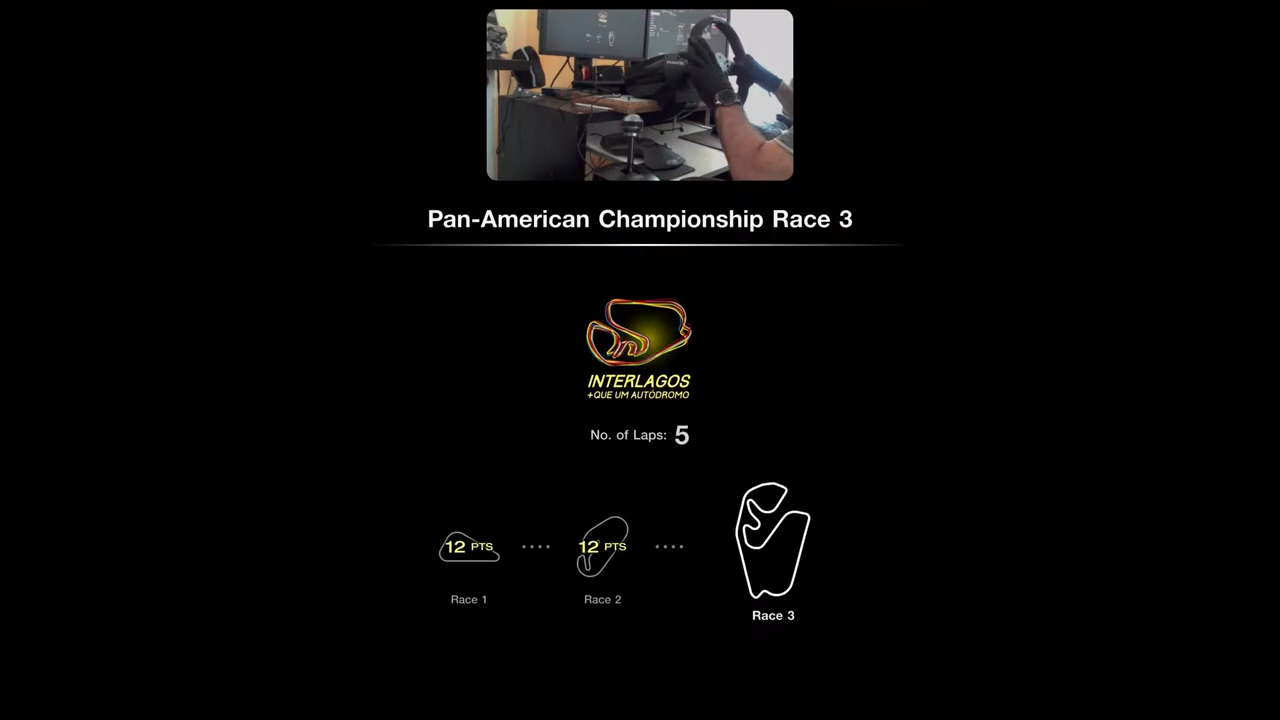 Pan-American Championship Race 3
INTERLAGOS
+QUE UM AUTÓDROMO
No. of Laps: 5
12 PTS
12 PTS
Race 1
Race 2
Race 3